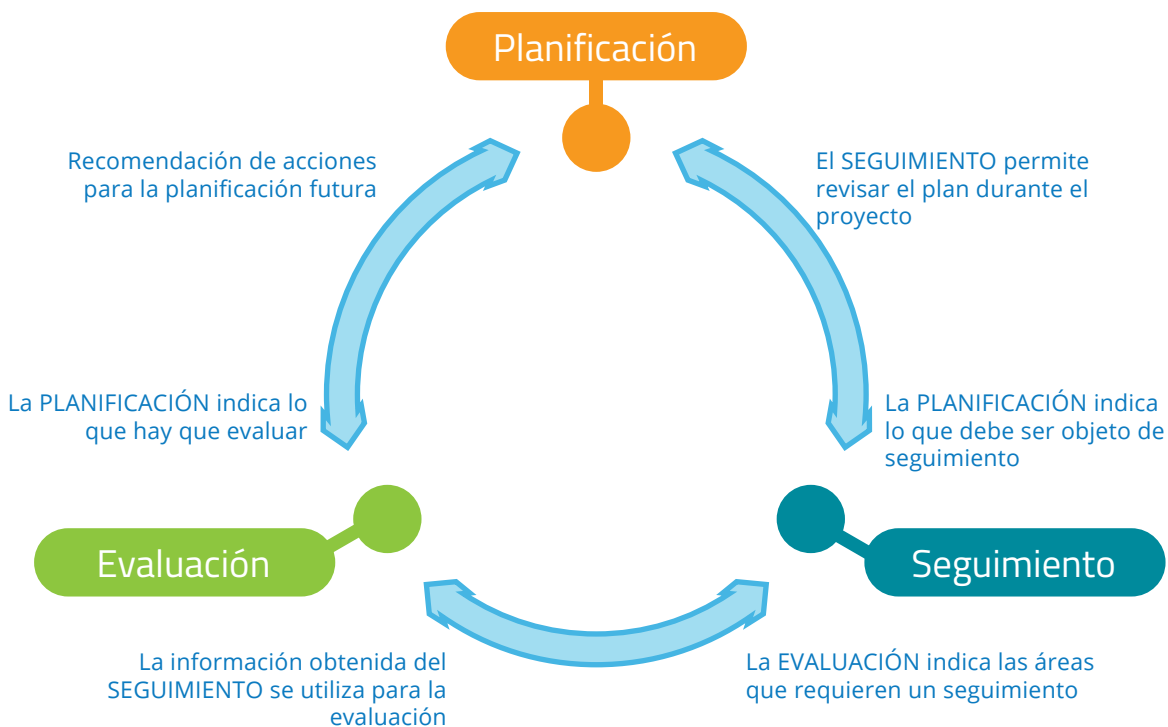 Planificación
Recomendación de acciones
para la planificación futura
El SEGUIMIENTO permite
revisar el plan durante el
proyecto
La PLANIFICACIÓN indica lo
que hay que evaluar
La PLANIFICACIÓN indica
lo que debe ser objeto de
seguimiento
Evaluación
Seguimiento
La información obtenida del
SEGUIMIENTO se utiliza para la
evaluación
La EVALUACIÓN indica las áreas
que requieren un seguimiento